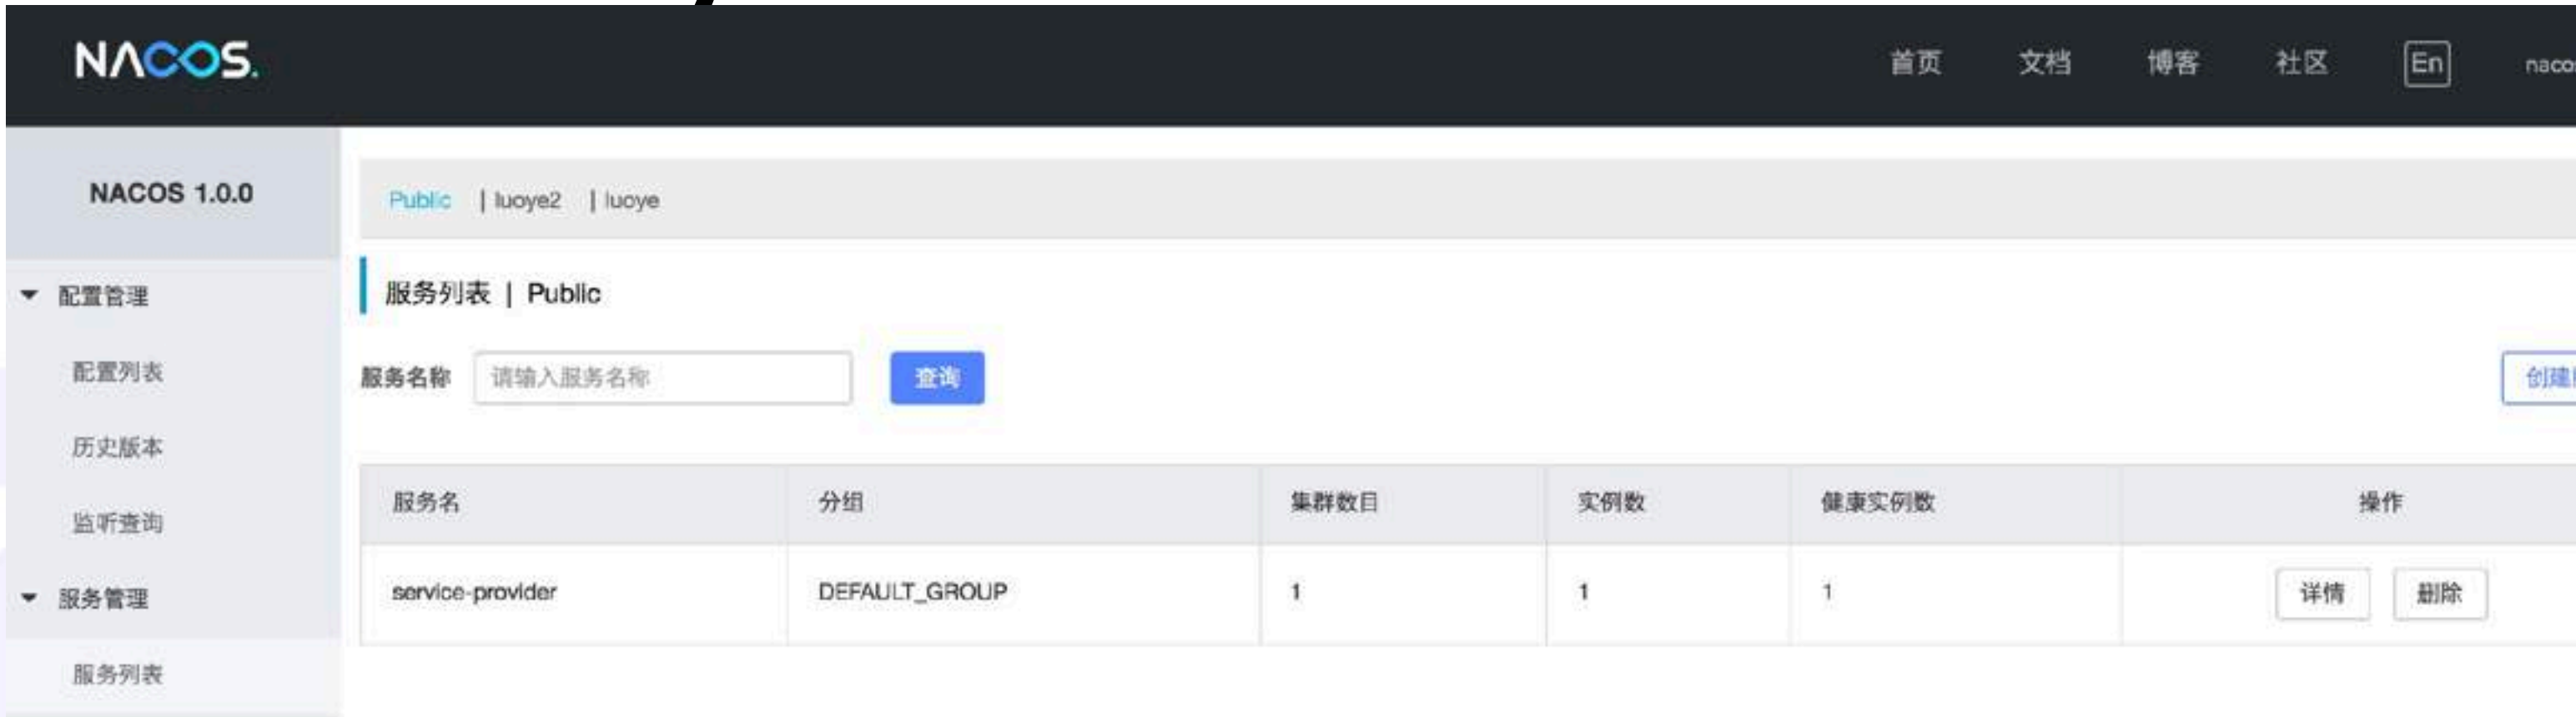 NACOS.
首页 文档 博客 社区 En
NACOS 1.0.0
Public | luoye2 | luoye
配置管理
服务列表 | Public
配置列表
服务名称 请输入服务名称 查询 创建
历史版本
服务名 分组 集群数目 实例数 健康实例数 操作
监听查询
service-provider DEFAULT_GROUP 1 1 1 详情 删除
服务管理
服务列表